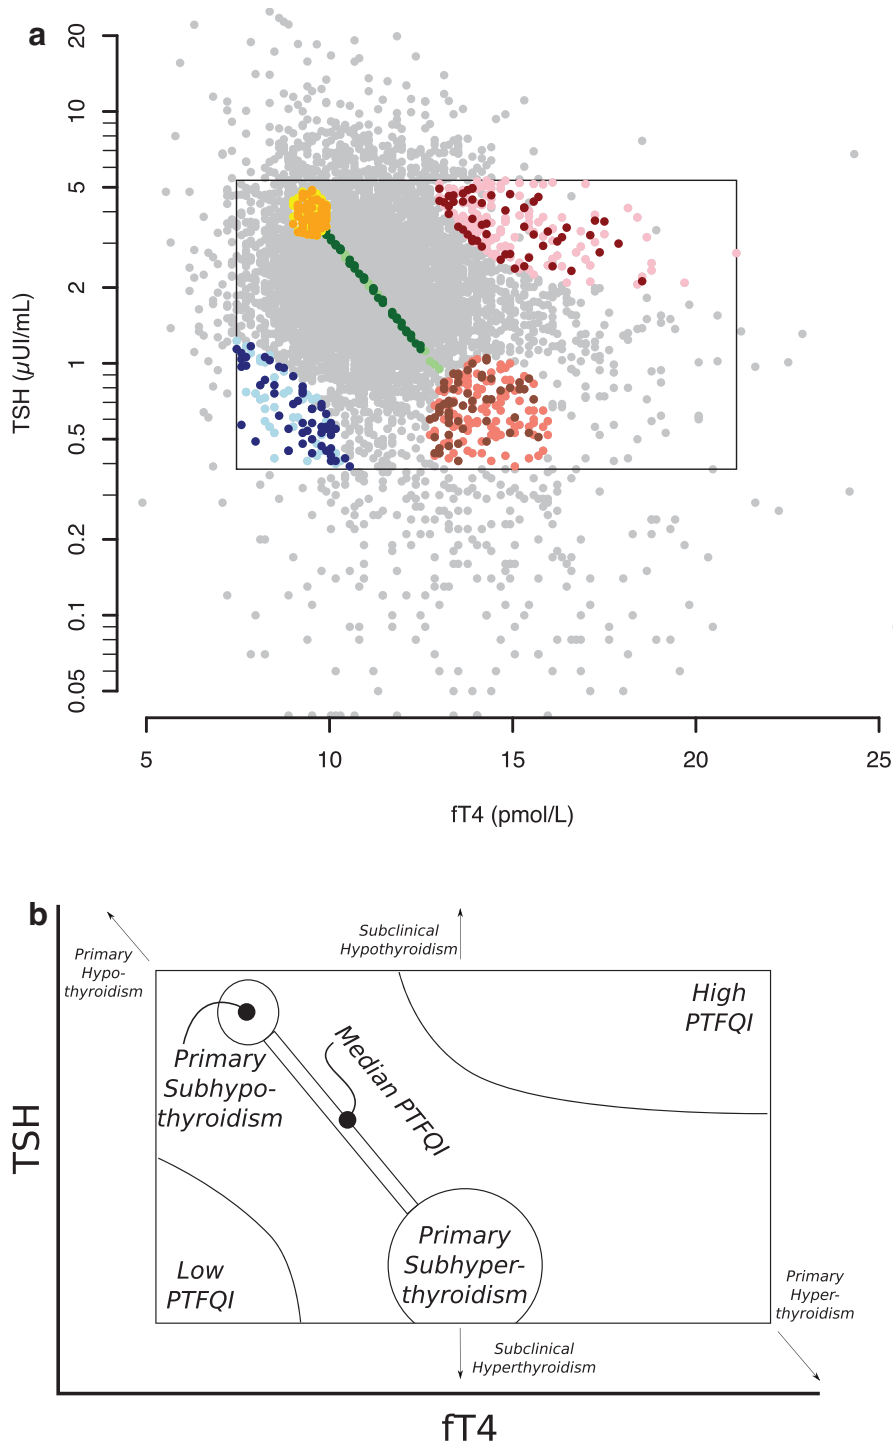 a
20
10
5
2
1
0.5
0.2
0.1
0.05
TSH (μUI/mL)
5
10
15
20
25
fT4 (pmol/L)
b
Primary
Hypo-
thyroidism
Subclinical
Hypothyroidism
High
PTFQI
Primary
Subhypo-
thyroidism
Median PTFQI
TSH
Low
PTFQI
Primary
Subhyper-
thyroidism
Primary
Hyper-
thyroidism
Subclinical
Hyperthyroidism
fT4